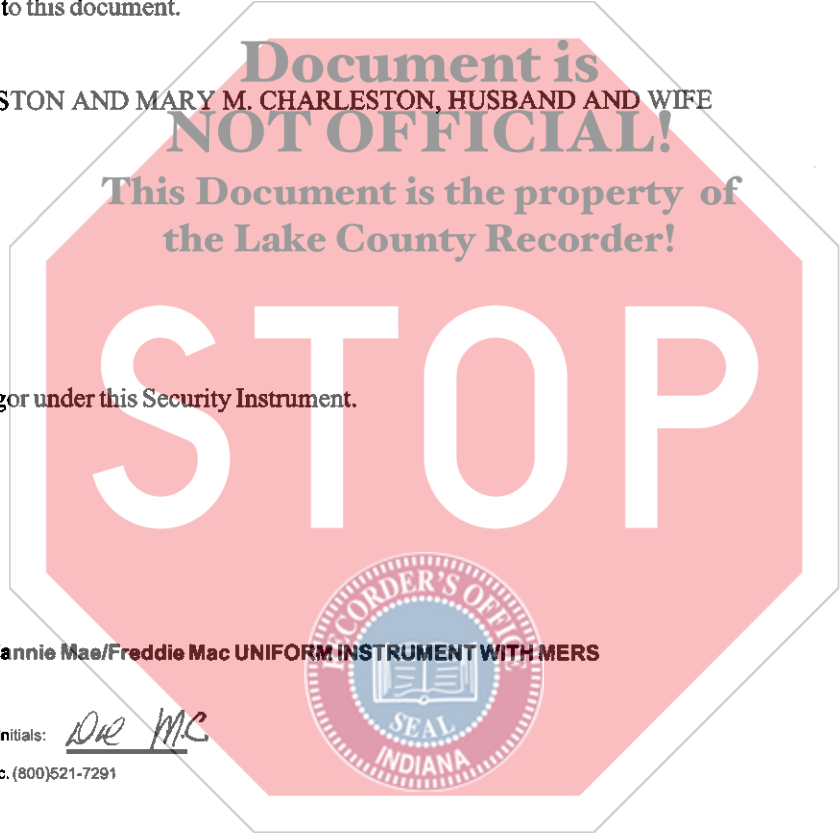 to this document.
Document is
STON AND MARY M. CHARLESTON, HUSBAND AND WIFE
NOT OFFICIAL!
This Document is the property of
the Lake County Recorder!
STOP
gor under this Security Instrument.
RECORDER'S OFFICE
annie Mae/Freddie Mac UNIFORM INSTRUMENT WITH MERS
SEAL
INDIANA
nitials: M.C.
c. (800)521-7291